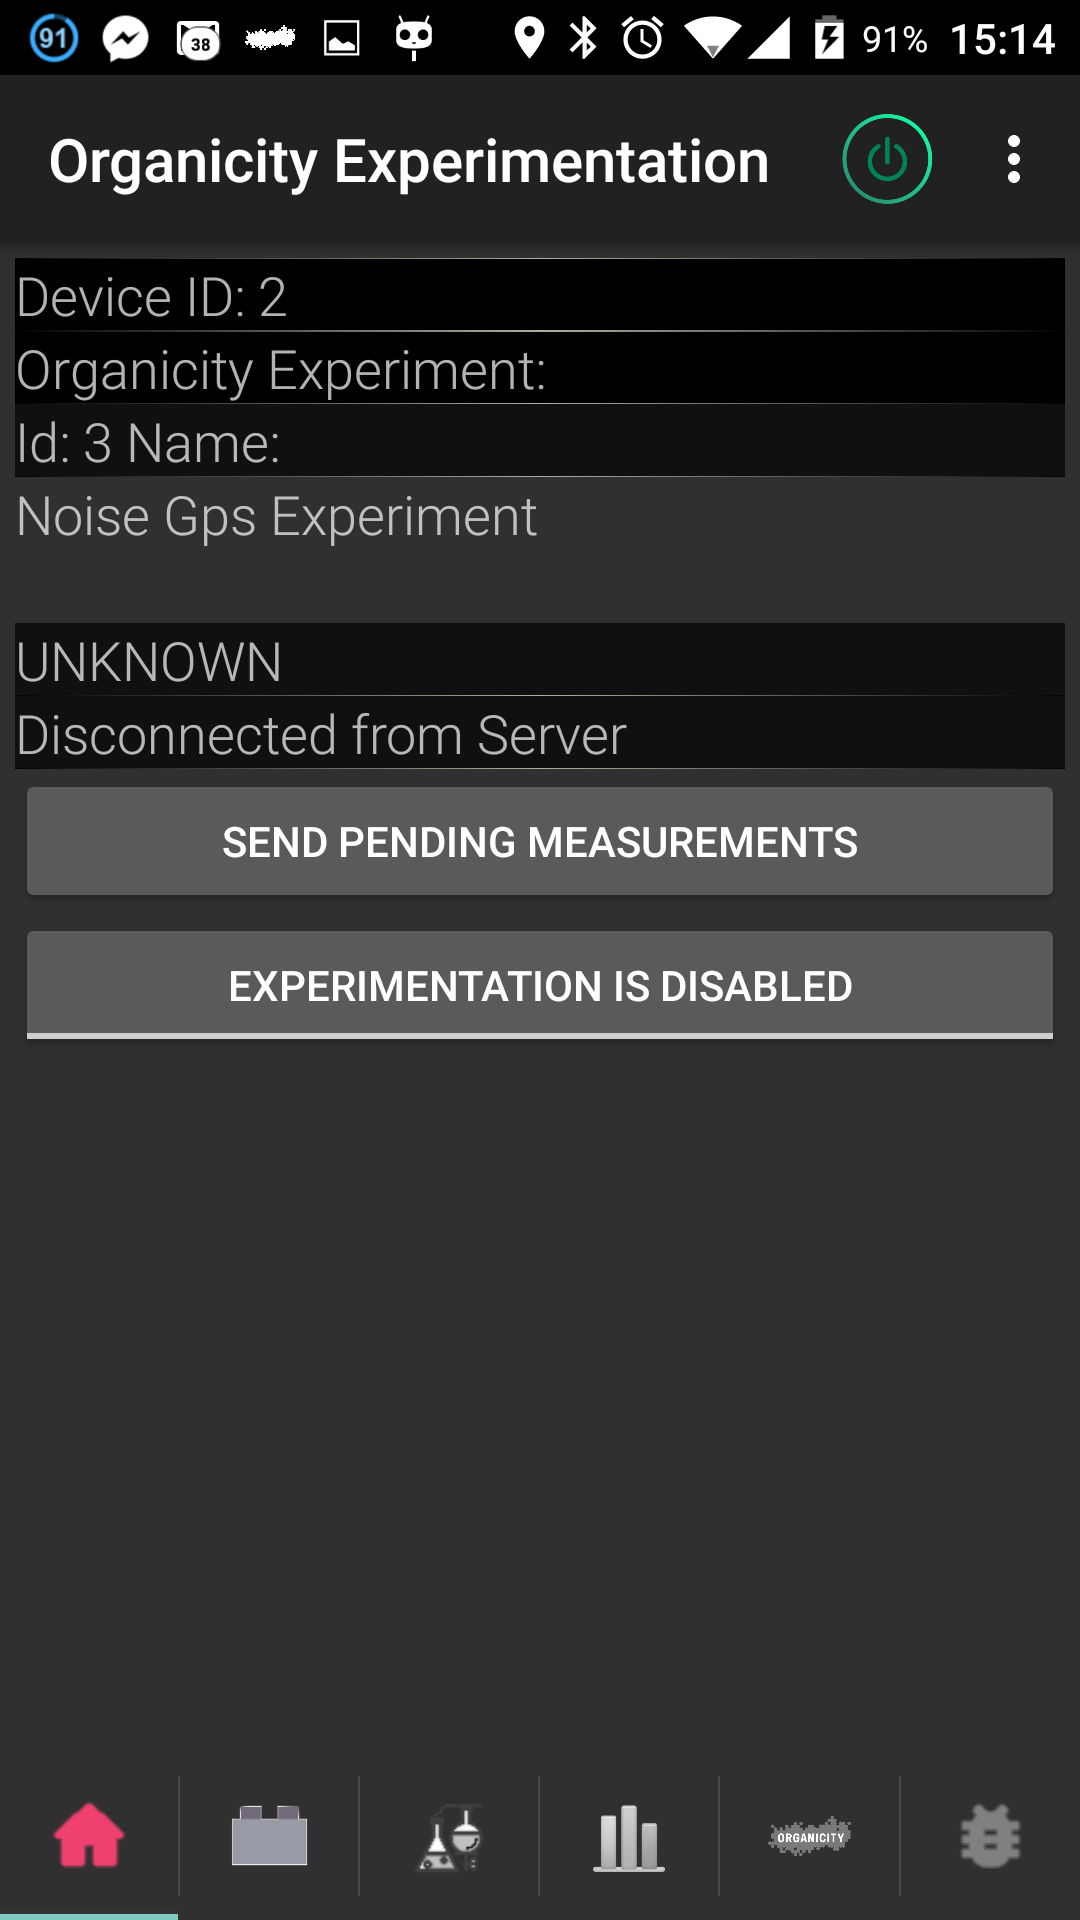 91 38 91% 15:14
Organicity Experimentation
Device ID: 2
Organicity Experiment:
Id: 3 Name:
Noise Gps Experiment
UNKNOWN
Disconnected from Server
SEND PENDING MEASUREMENTS
EXPERIMENTATION IS DISABLED
ORGANICITY